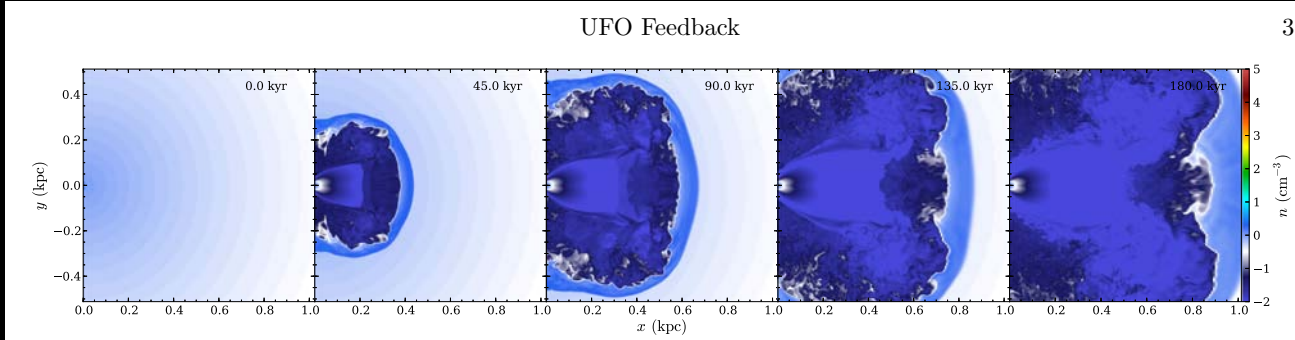 UFO Feedback 3
0.0 kyr 45.0 kyr 90.0 kyr 135.0 kyr 180.0 kyr
0.4
0.2
0.0
−0.2
−0.4
y (kpc)
0.0 0.2 0.4 0.6 0.8 1.0 0.2 0.4 0.6 0.8 1.0 0.2 0.4 0.6 0.8 1.0 0.2 0.4 0.6 0.8 1.0 0.2 0.4 0.6 0.8 1.0
x (kpc)
5
4
3
2
1
0
−1
−2
n (cm⁻³)